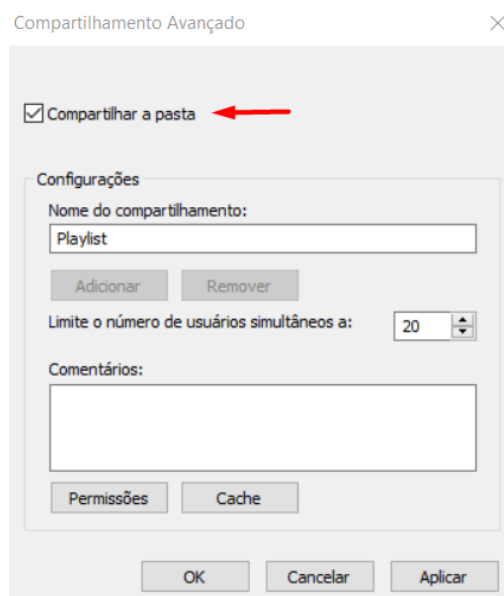 Compartilhamento Avançado
Compartilhar a pasta
Configurações
Nome do compartilhamento:
Playlist
Adicionar Remover
Limite o número de usuários simultâneos a: 20
Comentários:
Permissões Cache
OK Cancelar Aplicar